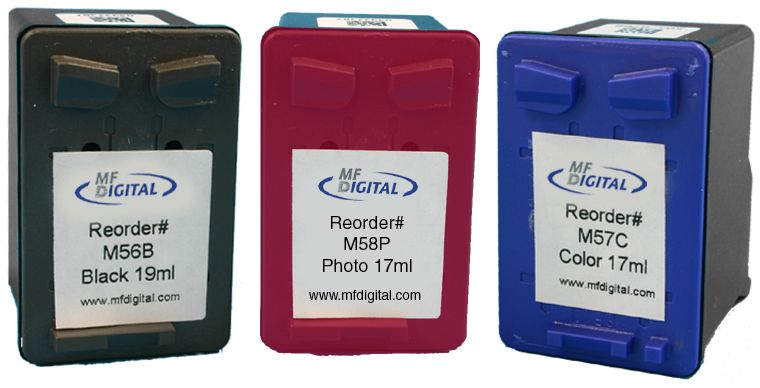 MF
DIGITAL
Reorder#
M56B
Black 19ml
www.mfdigital.com
MF
DIGITAL
Reorder#
M58P
Photo 17ml
www.mfdigital.com
MF
DIGITAL
Reorder#
M57C
Color 17ml
www.mfdigital.com